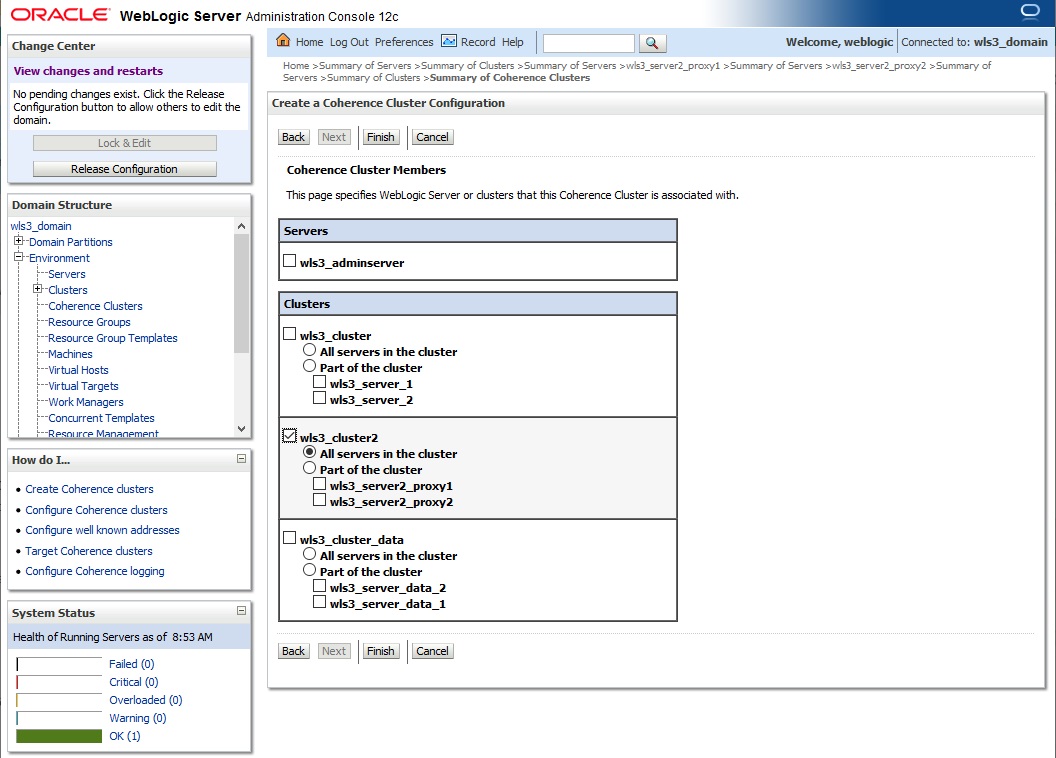 ORACLE WebLogic Server Administration Console 12c
Change Center
View changes and restarts
No pending changes exist. Click the Release
Configuration button to allow others to edit the
domain.
Lock & Edit
Release Configuration
Domain Structure
wls3_domain
Domain Partitions
Environment
Servers
Clusters
Coherence Clusters
Resource Groups
Resource Group Templates
Machines
Virtual Hosts
Virtual Targets
Work Managers
Concurrent Templates
Resource Management
How do I...
Create Coherence clusters
Configure Coherence clusters
Configure well known addresses
Target Coherence clusters
Configure Coherence logging
System Status
Health of Running Servers as of 8:53 AM
Failed (0)
Critical (0)
Overloaded (0)
Warning (0)
OK (1)
Home Log Out Preferences Record Help
Welcome, weblogic Connected to: wls3_domain
Home >Summary of Servers >Summary of Clusters >Summary of Servers >wls3_server2_proxy1 >Summary of Servers >wls3_server2_proxy2 >Summary of
Servers >Summary of Clusters >Summary of Coherence Clusters
Create a Coherence Cluster Configuration
Back Next Finish Cancel
Coherence Cluster Members
This page specifies WebLogic Server or clusters that this Coherence Cluster is associated with.
Servers
wls3_adminserver
Clusters
wls3_cluster
All servers in the cluster
Part of the cluster
wls3_server_1
wls3_server_2
wls3_cluster2
All servers in the cluster
Part of the cluster
wls3_server2_proxy1
wls3_server2_proxy2
wls3_cluster_data
All servers in the cluster
Part of the cluster
wls3_server_data_2
wls3_server_data_1
Back Next Finish Cancel